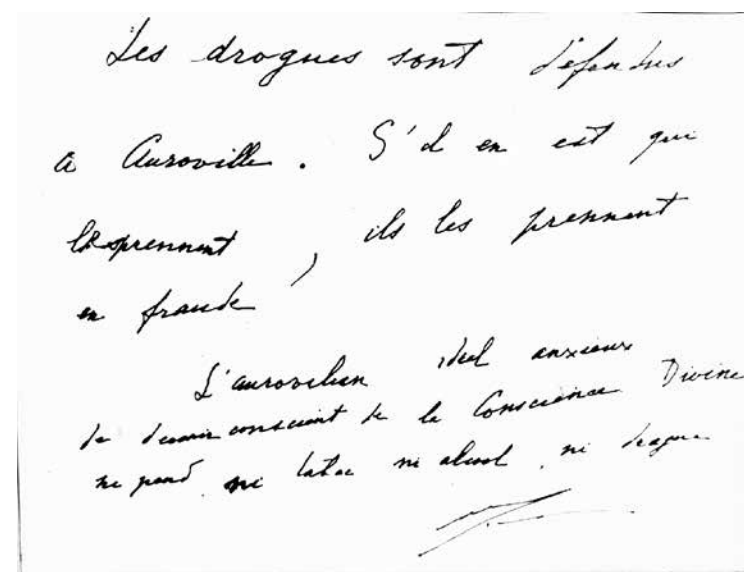 Les drogues sont défendus
a Auroville. S'il en est qui
les prennent, ils les prennent
en fraude
L'aurovilien idéal anxieux
de devenir conscient de la Conscience Divine
ne prend ni tabac ni alcool ni drogue